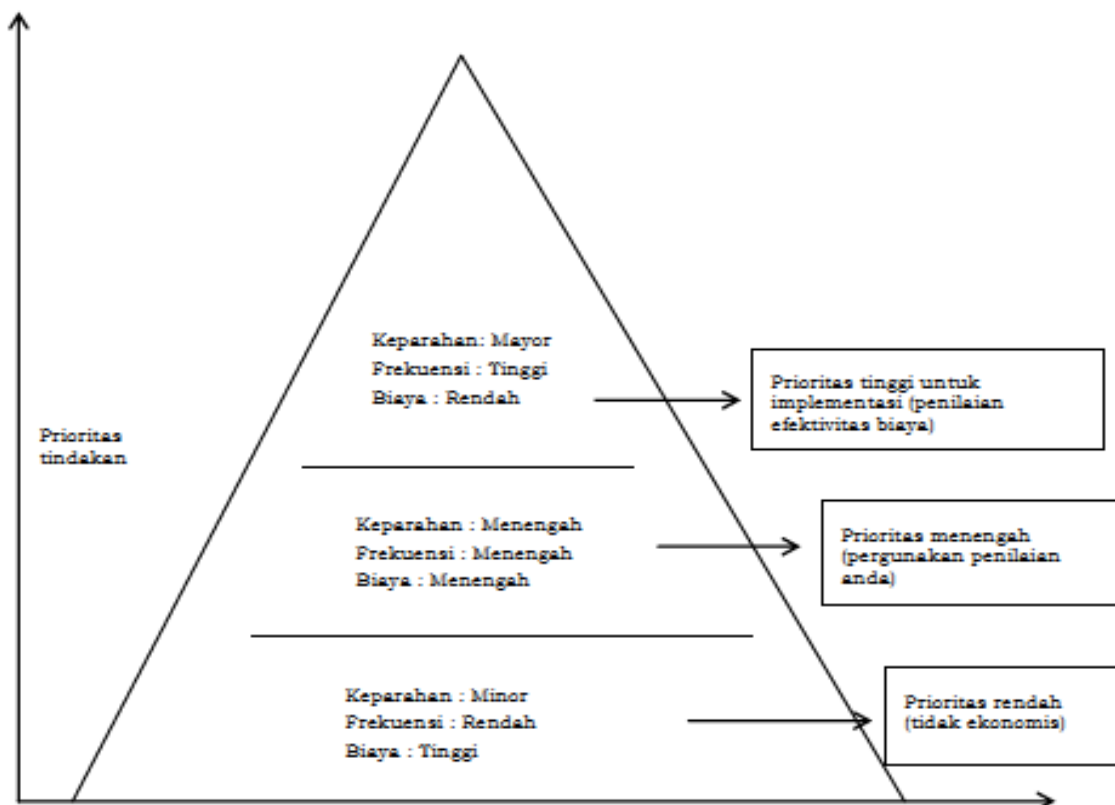 Keparahan: Mayor
Frekuensi : Tinggi
Biaya : Rendah
Prioritas tinggi untuk
implementasi (penilaian
efektivitas biaya)
Prioritas
tindakan
Keparahan : Menengah
Frekuensi : Menengah
Biaya : Menengah
Prioritas menengah
(pergunakan penilaian
anda)
Keparahan : Minor
Frekuensi : Rendah
Biaya : Tinggi
Prioritas rendah
(tidak ekonomis)